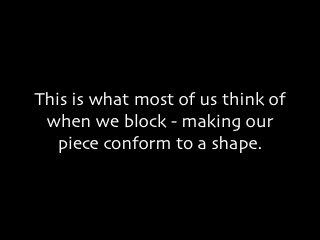 This is what most of us think of
when we block - making our
piece conform to a shape.